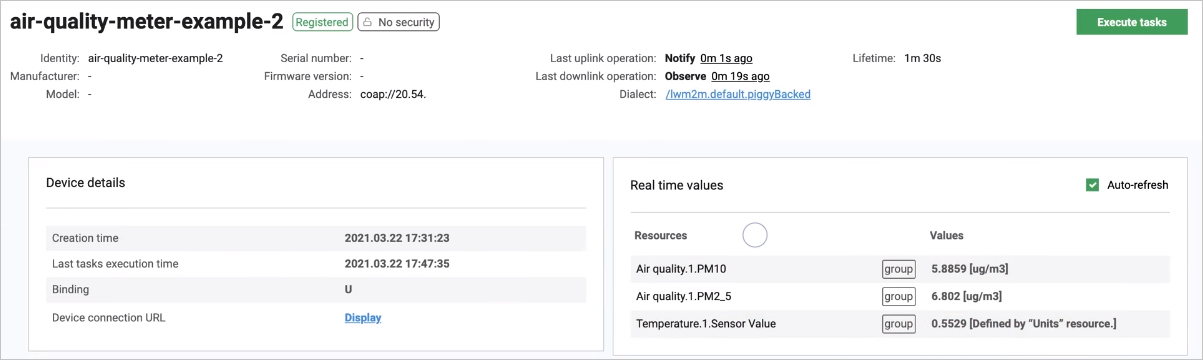 air-quality-meter-example-2 Registered No security Execute tasks
Identity: air-quality-meter-example-2 Serial number: - Last uplink operation: Notify 0m 1s ago Lifetime: 1m 30s
Manufacturer: - Firmware version: - Last downlink operation: Observe 0m 19s ago
Model: - Address: coap://20.54. Dialect: /lwm2m.default.piggyBacked
Device details
Creation time 2021.03.22 17:31:23
Last tasks execution time 2021.03.22 17:47:35
Binding U
Device connection URL Display
Real time values Auto-refresh
Resources Values
Air quality.1.PM10 group 5.8859 [ug/m3]
Air quality.1.PM2_5 group 6.802 [ug/m3]
Temperature.1.Sensor Value group 0.5529 [Defined by “Units” resource.]